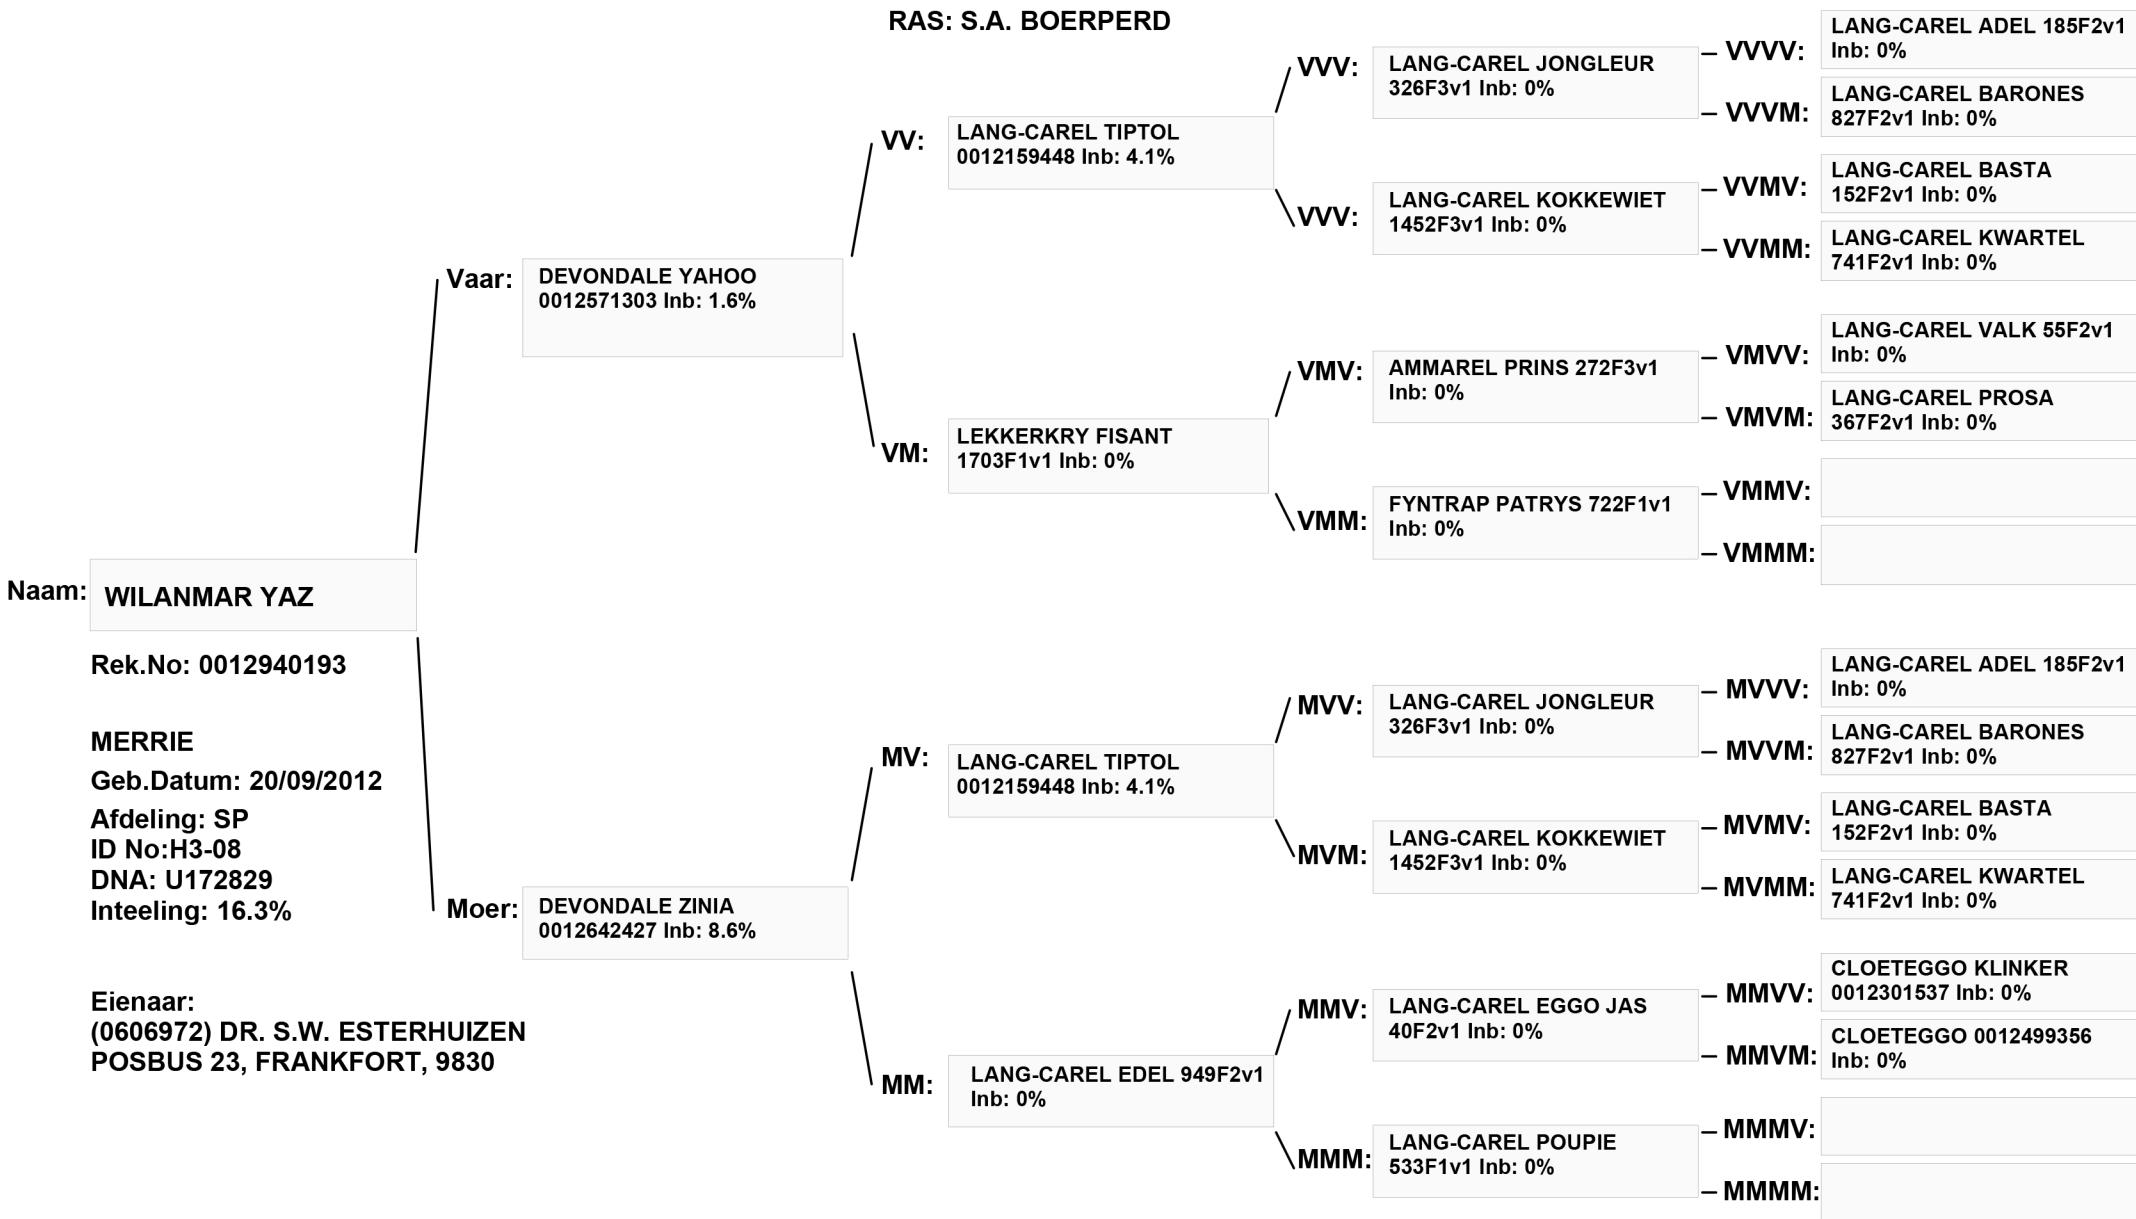 RAS: S.A. BOERPERD
Naam:
WILANMAR YAZ
Rek.No: 0012940193
MERRIE
Geb.Datum: 20/09/2012
Afdeling: SP
ID No:H3-08
DNA: U172829
Inteeling: 16.3%
Eienaar:
(0606972) DR. S.W. ESTERHUIZEN
POSBUS 23, FRANKFORT, 9830
Vaar:
DEVONDALE YAHOO
0012571303 Inb: 1.6%
Moer:
DEVONDALE ZINIA
0012642427 Inb: 8.6%
VV:
LANG-CAREL TIPTOL
0012159448 Inb: 4.1%
VM:
LEKKERKRY FISANT
1703F1v1 Inb: 0%
MV:
LANG-CAREL TIPTOL
0012159448 Inb: 4.1%
MM:
LANG-CAREL EDEL 949F2v1
Inb: 0%
VVV:
LANG-CAREL JONGLEUR
326F3v1 Inb: 0%
VVV:
LANG-CAREL KOKKEWIET
1452F3v1 Inb: 0%
VMV:
AMMAREL PRINS 272F3v1
Inb: 0%
VMM:
FYNTRAP PATRYS 722F1v1
Inb: 0%
MVV:
LANG-CAREL JONGLEUR
326F3v1 Inb: 0%
MVM:
LANG-CAREL KOKKEWIET
1452F3v1 Inb: 0%
MMV:
LANG-CAREL EGGO JAS
40F2v1 Inb: 0%
MMM:
LANG-CAREL POUPIE
533F1v1 Inb: 0%
VVVV:
LANG-CAREL ADEL 185F2v1
Inb: 0%
VVVM:
LANG-CAREL BARONES
827F2v1 Inb: 0%
VVMV:
LANG-CAREL BASTA
152F2v1 Inb: 0%
VVMM:
LANG-CAREL KWARTEL
741F2v1 Inb: 0%
VMVV:
LANG-CAREL VALK 55F2v1
Inb: 0%
VMVM:
LANG-CAREL PROSA
367F2v1 Inb: 0%
VMMV:
VMMM:
MVVV:
LANG-CAREL ADEL 185F2v1
Inb: 0%
MVVM:
LANG-CAREL BARONES
827F2v1 Inb: 0%
MVMV:
LANG-CAREL BASTA
152F2v1 Inb: 0%
MVMM:
LANG-CAREL KWARTEL
741F2v1 Inb: 0%
MMVV:
CLOETEGGO KLINKER
0012301537 Inb: 0%
MMVM:
CLOETEGGO 0012499356
Inb: 0%
MMMV:
MMMM: